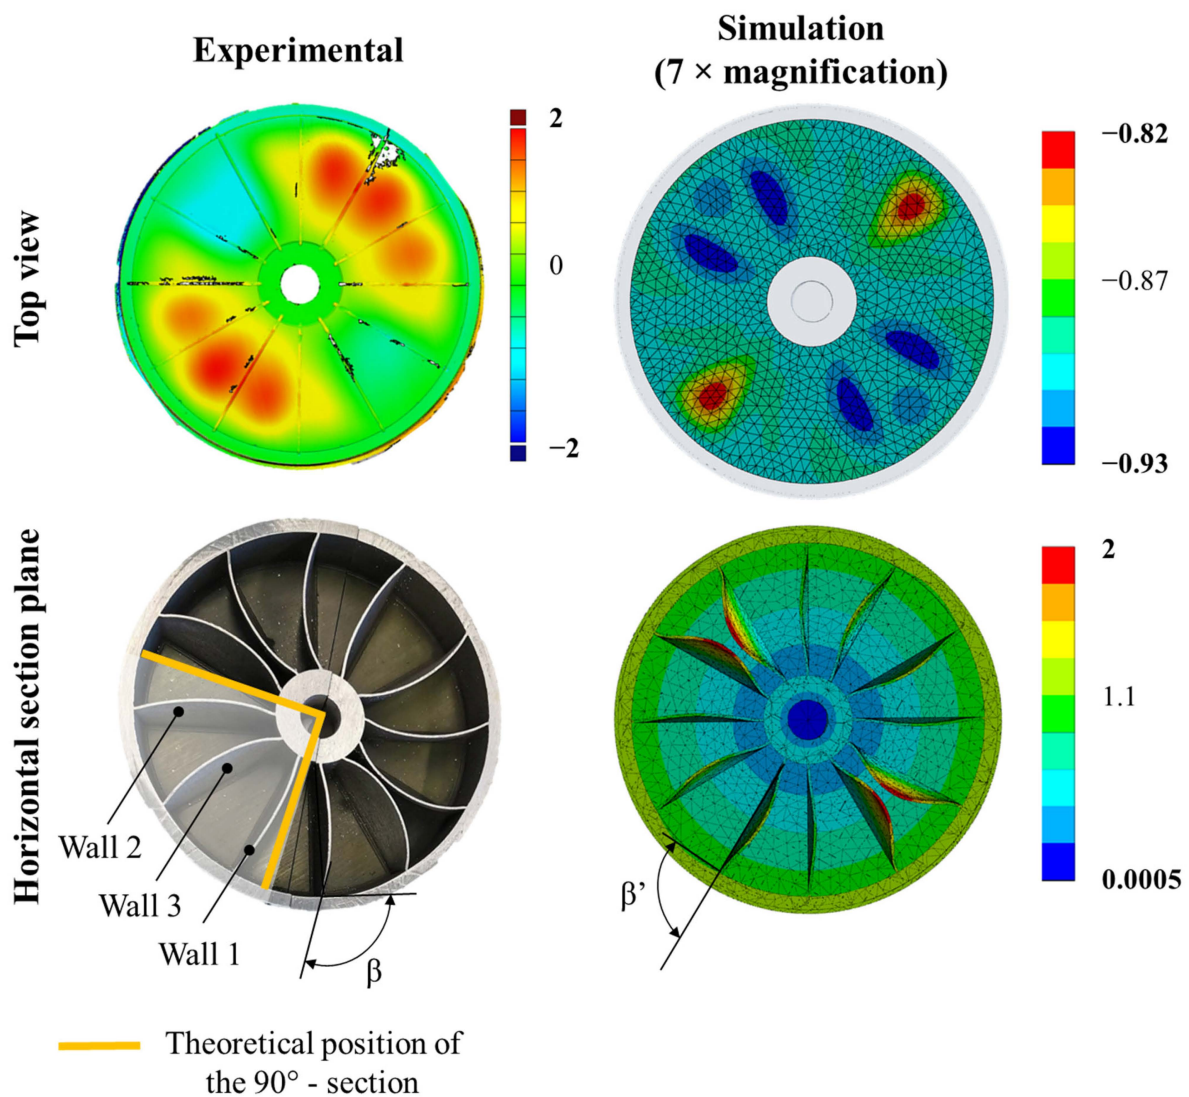 Experimental
Simulation
(7 × magnification)
Top view
2
0
−2
−0.82
−0.87
−0.93
Horizontal section plane
Wall 2
Wall 3
Wall 1
β
β’
2
1.1
0.0005
Theoretical position of
the 90° - section